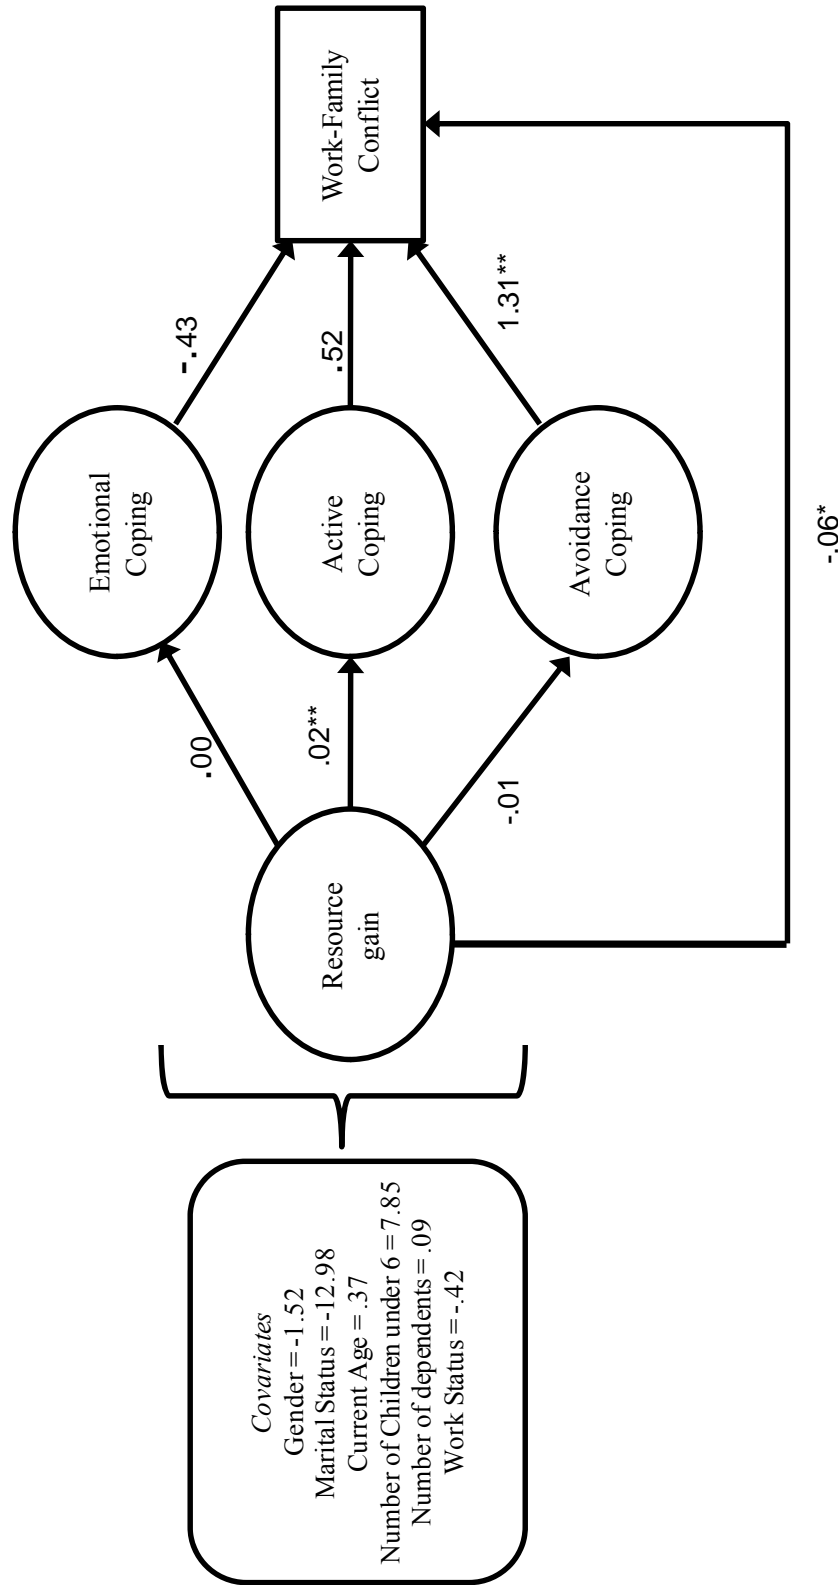 Covariates
Gender = -1.52
Marital Status = -12.98
Current Age = .37
Number of Children under 6 = 7.85
Number of dependents = .09
Work Status = -.42
Resource
gain
.00
.02**
-.01
Emotional
Coping
Active
Coping
Avoidance
Coping
-.43
.52
1.31**
Work-Family
Conflict
-.06*